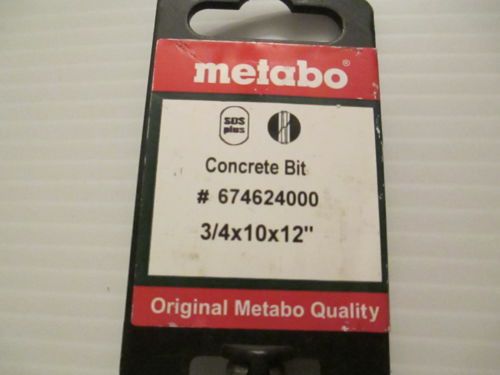 metabo®
SDS
plus
Concrete Bit
# 674624000
3/4x10x12"
Original Metabo Quality